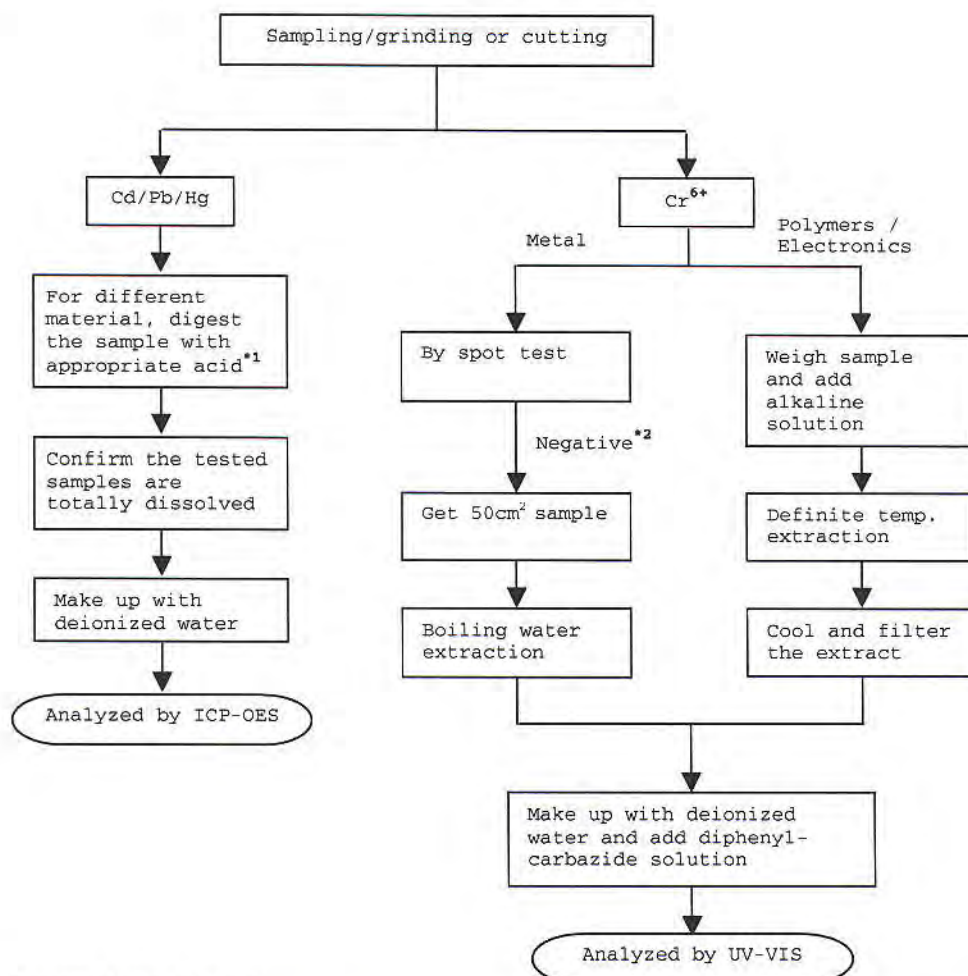 Sampling/grinding or cutting
Cd/Pb/Hg
For different
material, digest
the sample with
appropriate acid*1
Confirm the tested
samples are
totally dissolved
Make up with
deionized water
Analyzed by ICP-OES
Cr6+
Metal
Polymers /
Electronics
By spot test
Negative*2
Get 50cm2 sample
Boiling water
extraction
Weigh sample
and add
alkaline
solution
Definite temp.
extraction
Cool and filter
the extract
Make up with deionized
water and add diphenyl-
carbazide solution
Analyzed by UV-VIS